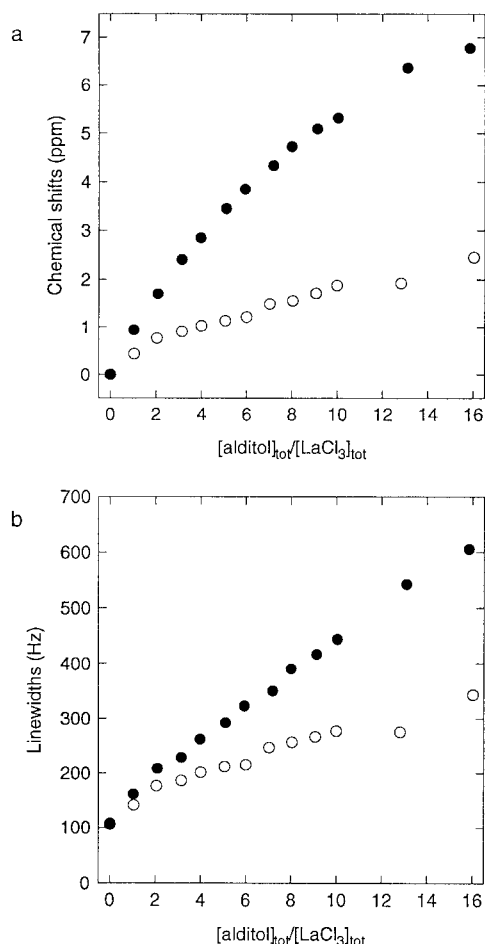 a
7
6
5
4
3
2
1
0
Chemical shifts (ppm)
0 2 4 6 8 10 12 14 16
[alditol]tot/[LaCl3]tot
b
700
600
500
400
300
200
100
0
Linewidths (Hz)
0 2 4 6 8 10 12 14 16
[alditol]tot/[LaCl3]tot